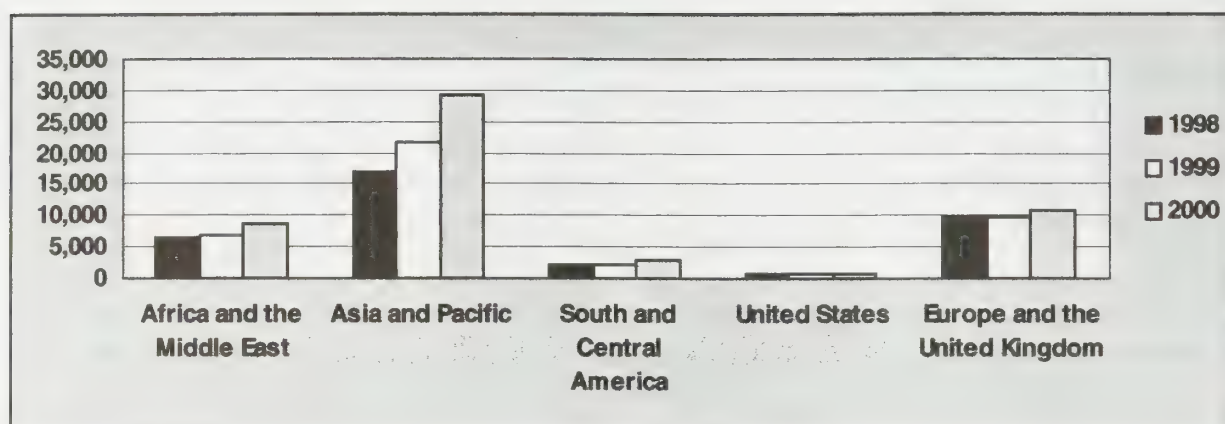 35,000
30,000
25,000
20,000
15,000
10,000
5,000
0
Africa and the
Middle East
Asia and Pacific
South and
Central
America
United States
Europe and the
United Kingdom
1998
1999
2000